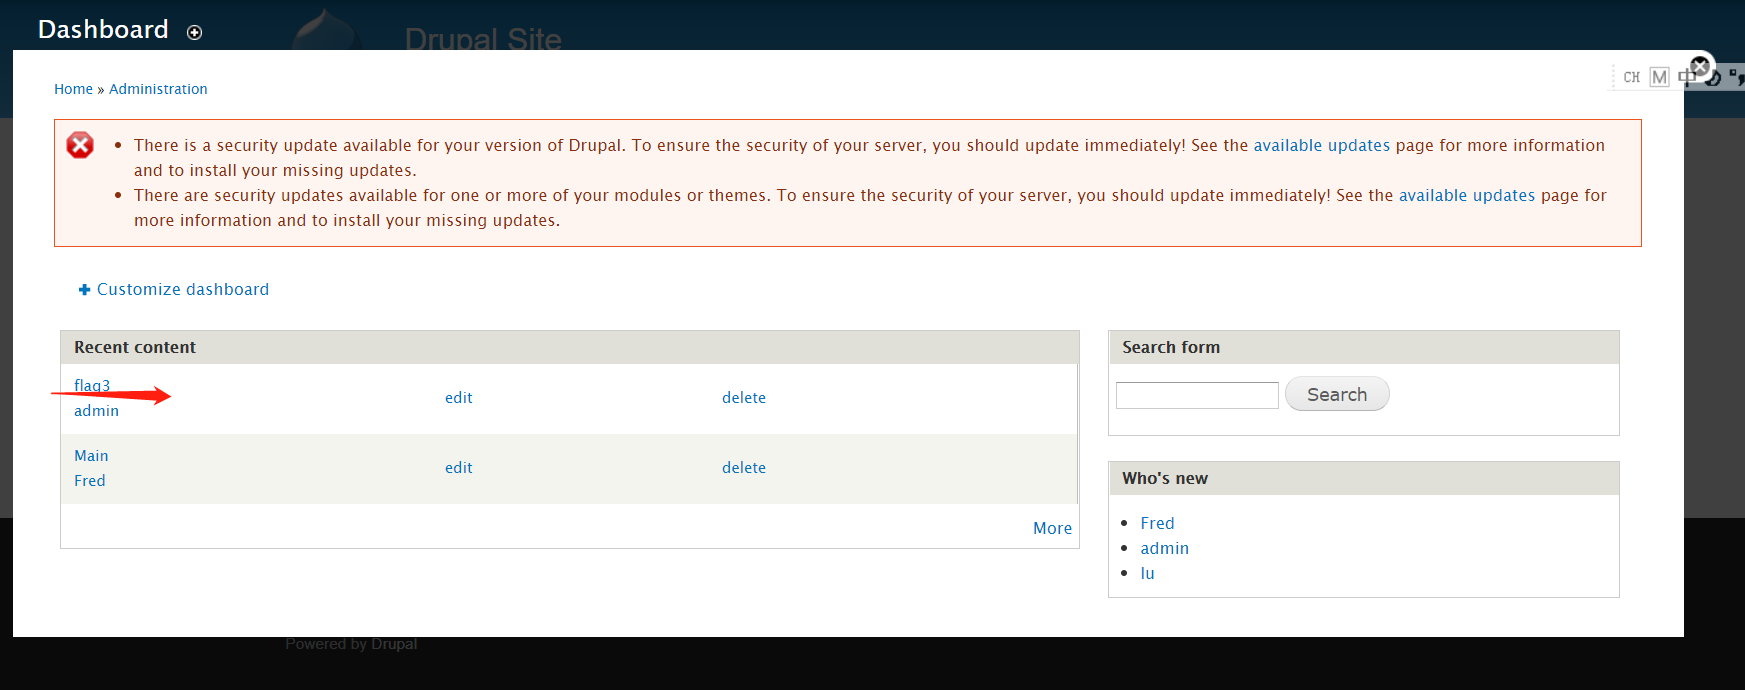 Dashboard
Drupal Site
CH M 中
Home » Administration
There is a security update available for your version of Drupal. To ensure the security of your server, you should update immediately! See the available updates page for more information
and to install your missing updates.
There are security updates available for one or more of your modules or themes. To ensure the security of your server, you should update immediately! See the available updates page for
more information and to install your missing updates.
Customize dashboard
Recent content
flag3
admin
edit
delete
Main
Fred
edit
delete
More
Search form
Search
Who's new
Fred
admin
lu
Powered by Drupal